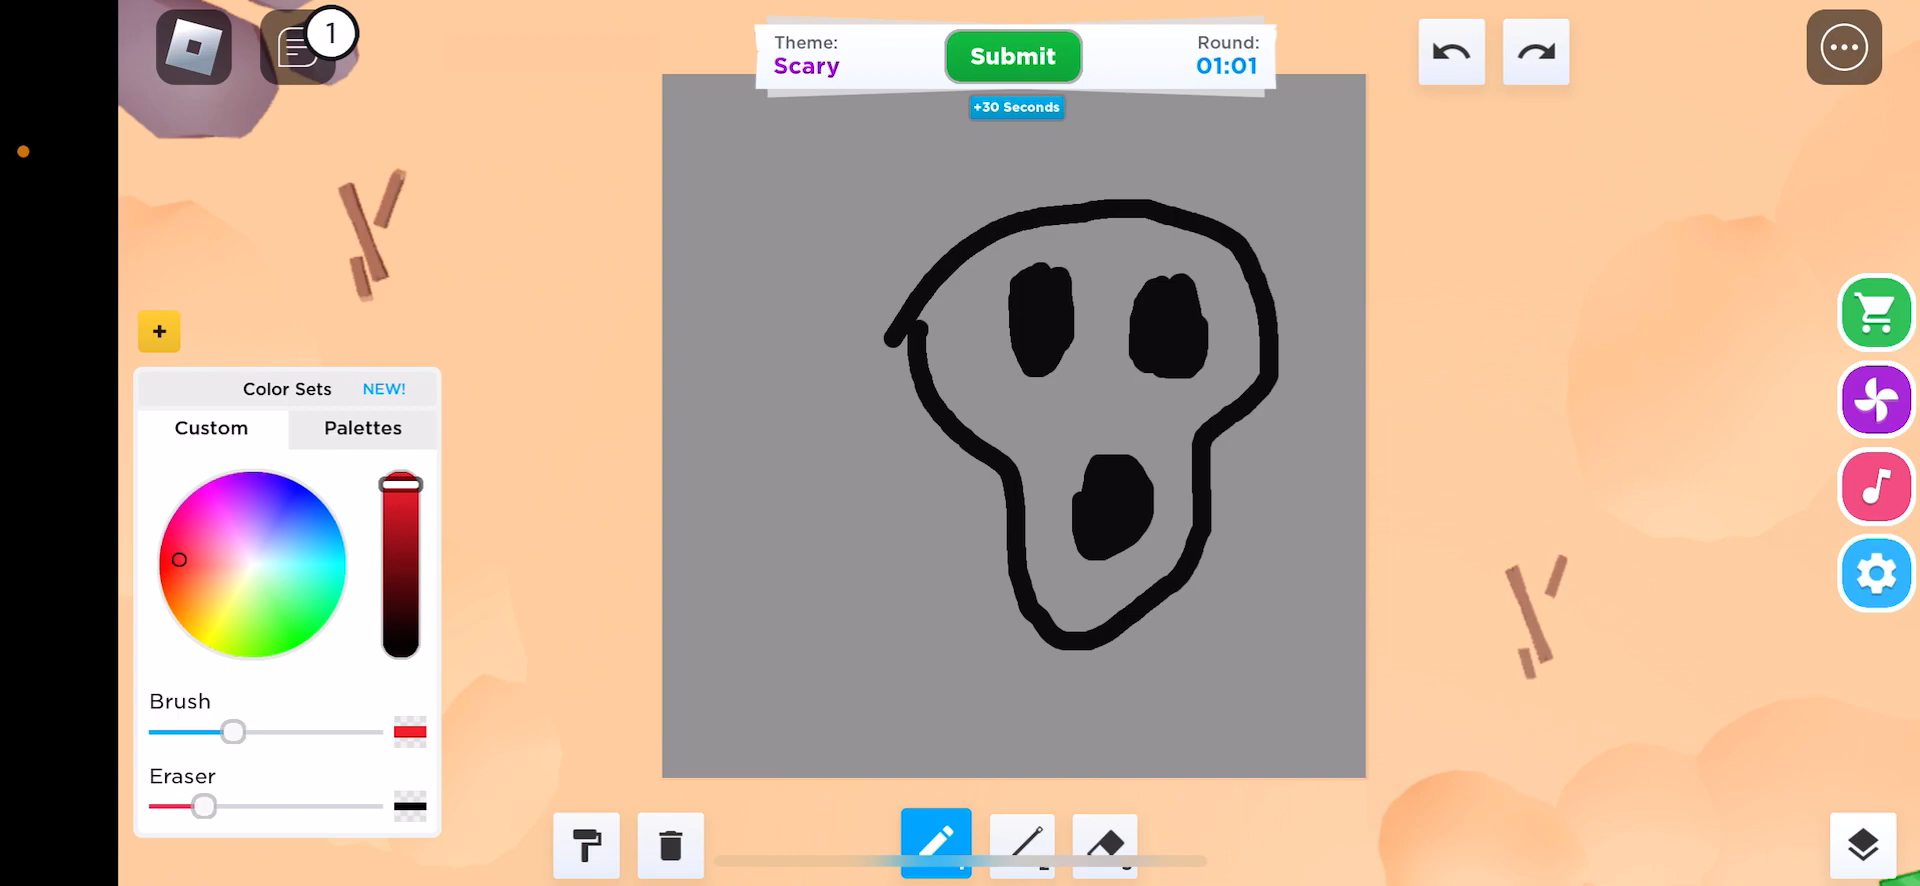 1
Theme:
Scary
Submit
Round:
01:01
+30 Seconds
+
Color Sets NEW!
Custom Palettes
Brush
Eraser